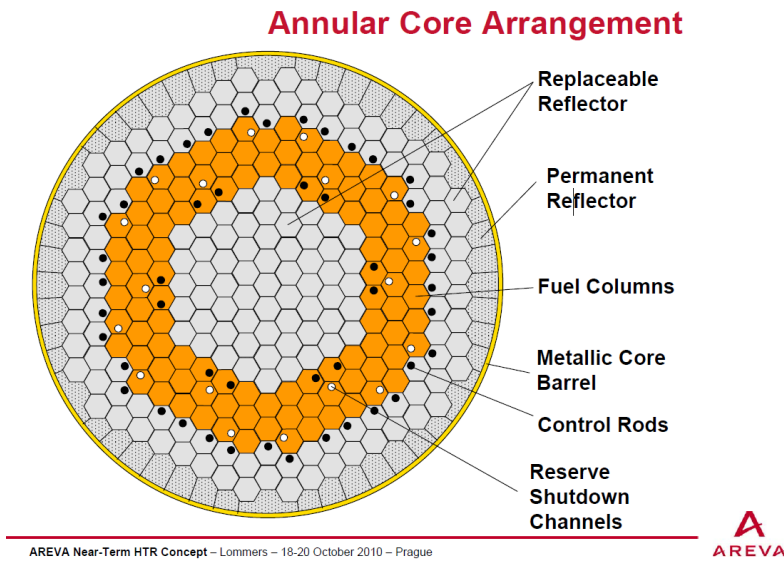 Annular Core Arrangement
Replaceable
Reflector
Permanent
Reflector
Fuel Columns
Metallic Core
Barrel
Control Rods
Reserve
Shutdown
Channels
AREVA Near-Term HTR Concept – Lommers – 18-20 October 2010 – Prague
AREVA